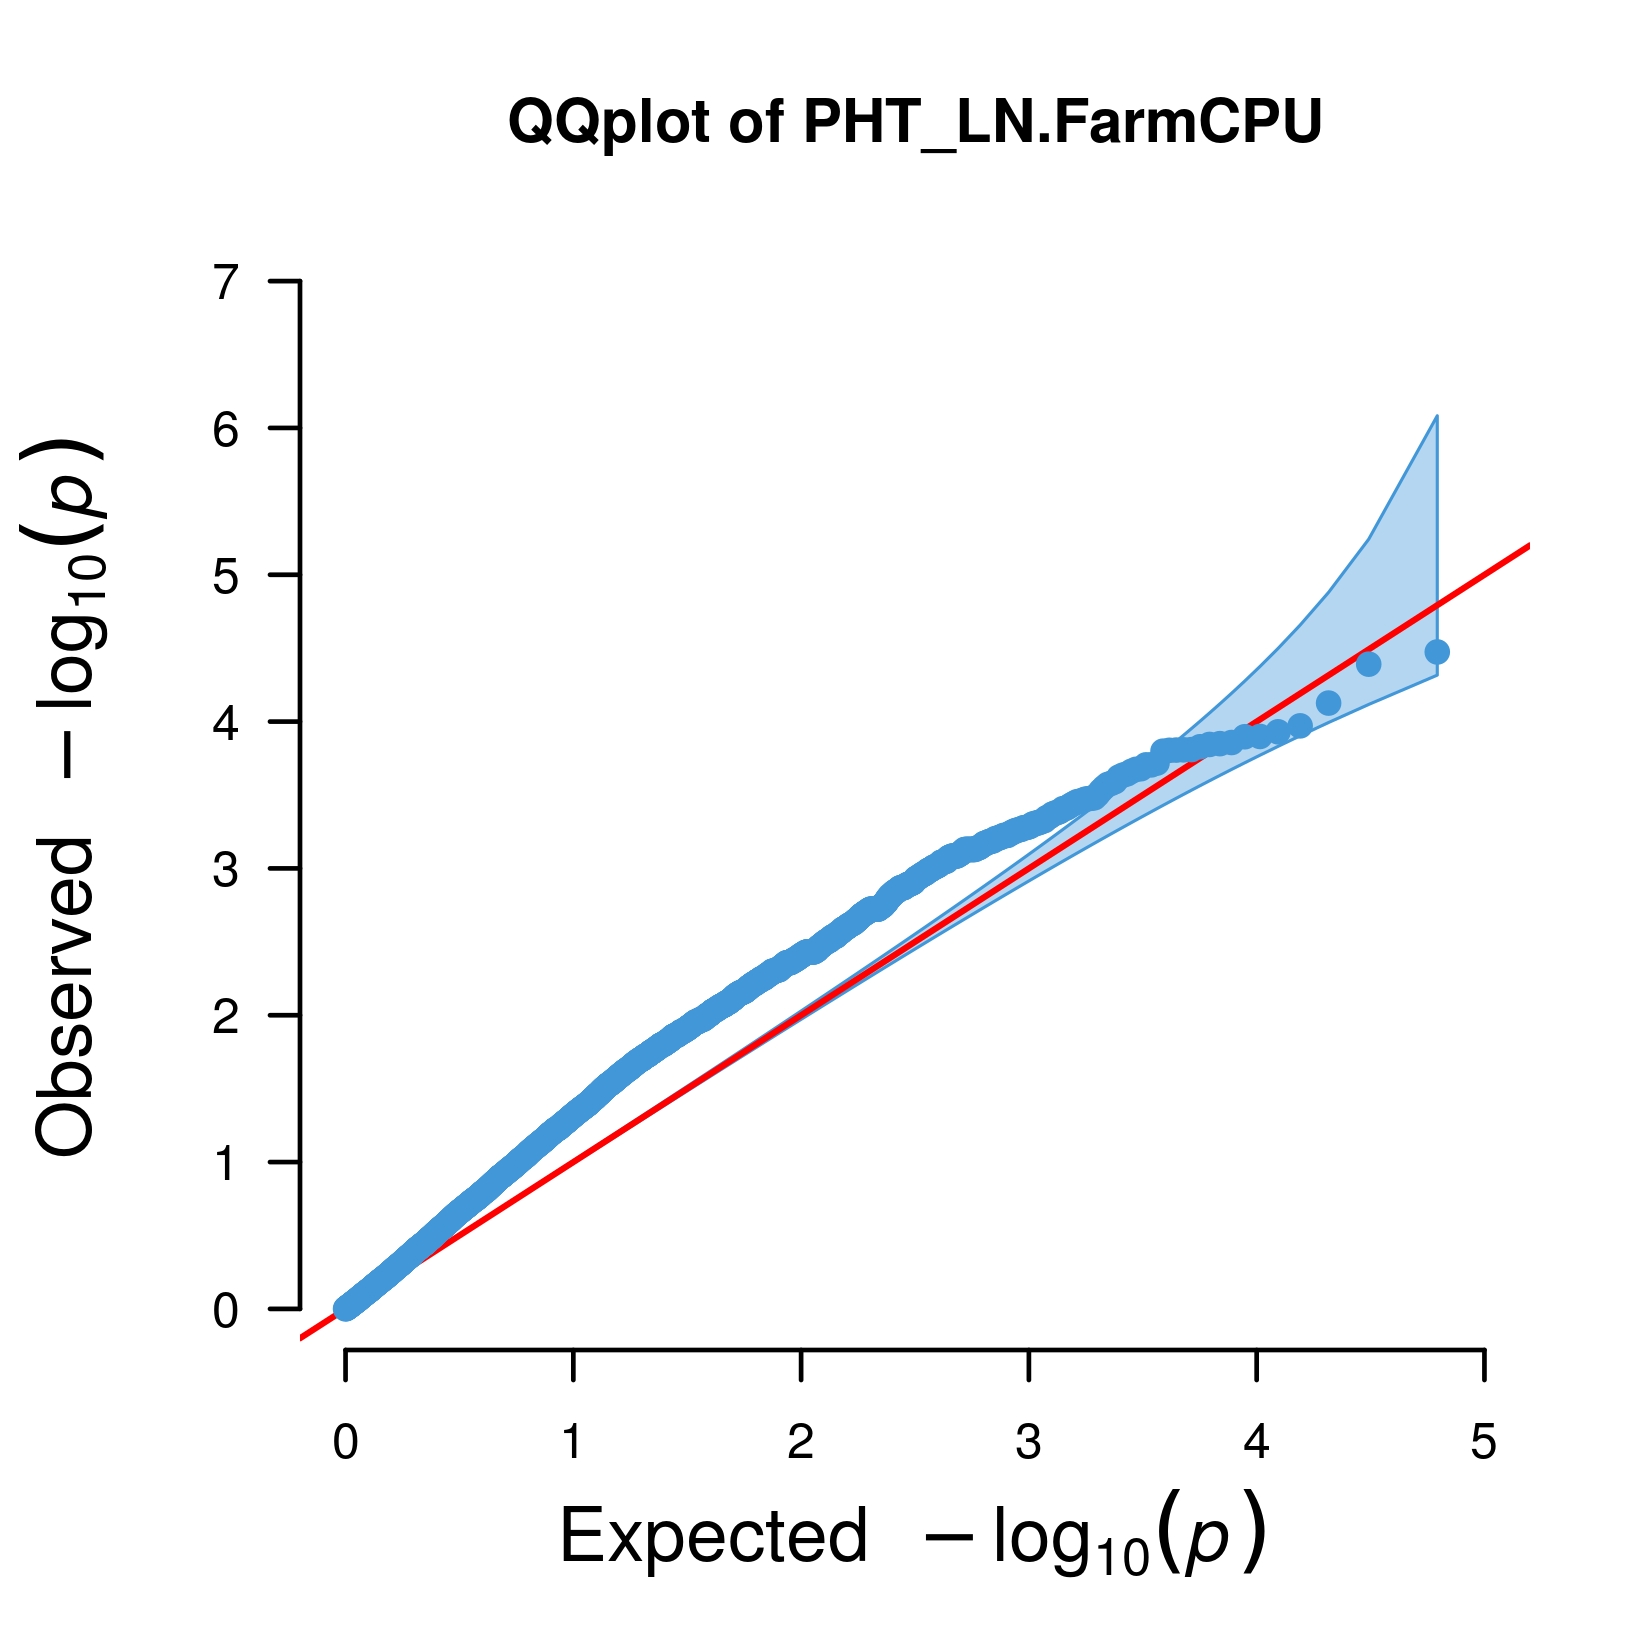 QQplot of PHT_LN.FarmCPU
7
6
5
4
3
2
1
0
Observed −log10(p)
0 1 2 3 4 5
Expected −log10(p)